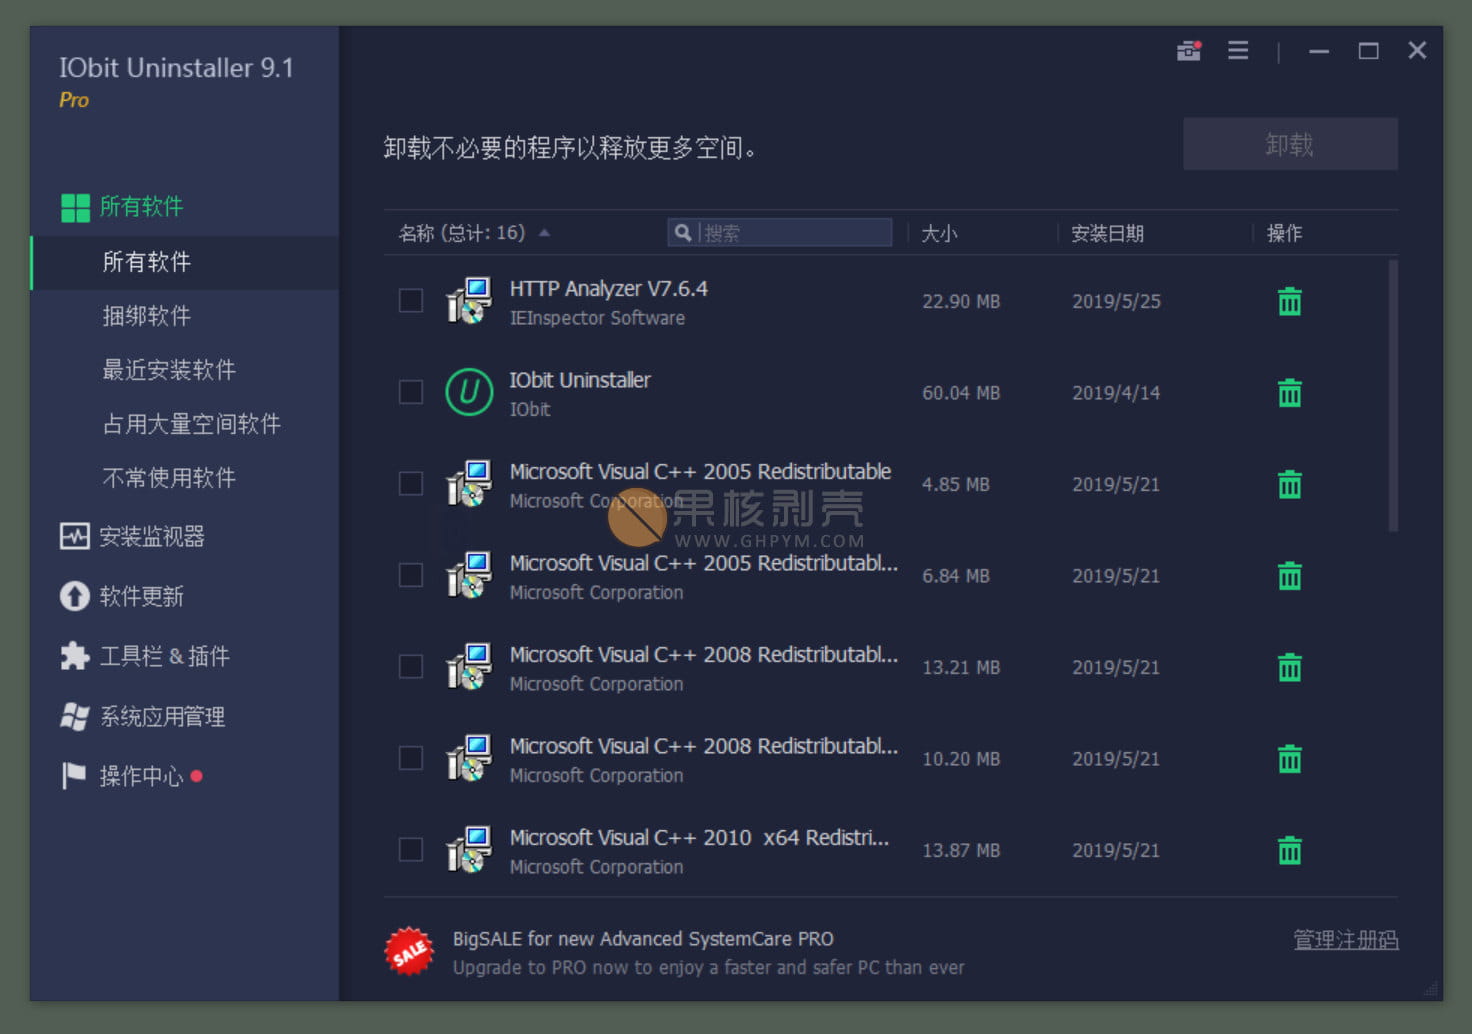 IObit Uninstaller 9.1
Pro
所有软件
所有软件
捆绑软件
最近安装软件
占用大量空间软件
不常使用软件
安装监视器
软件更新
工具栏 & 插件
系统应用管理
操作中心
卸载不必要的程序以释放更多空间。
卸载
名称 (总计: 16) 搜索 大小 安装日期 操作
HTTP Analyzer V7.6.4
IEInspector Software
22.90 MB 2019/5/25
IObit Uninstaller
IObit
60.04 MB 2019/4/14
Microsoft Visual C++ 2005 Redistributable
Microsoft Corporation
4.85 MB 2019/5/21
果核剥壳
WWW.GHPYM.COM
Microsoft Visual C++ 2005 Redistributabl...
Microsoft Corporation
6.84 MB 2019/5/21
Microsoft Visual C++ 2008 Redistributabl...
Microsoft Corporation
13.21 MB 2019/5/21
Microsoft Visual C++ 2008 Redistributabl...
Microsoft Corporation
10.20 MB 2019/5/21
Microsoft Visual C++ 2010 x64 Redistri...
Microsoft Corporation
13.87 MB 2019/5/21
SALE
BigSALE for new Advanced SystemCare PRO
Upgrade to PRO now to enjoy a faster and safer PC than ever
管理注册码